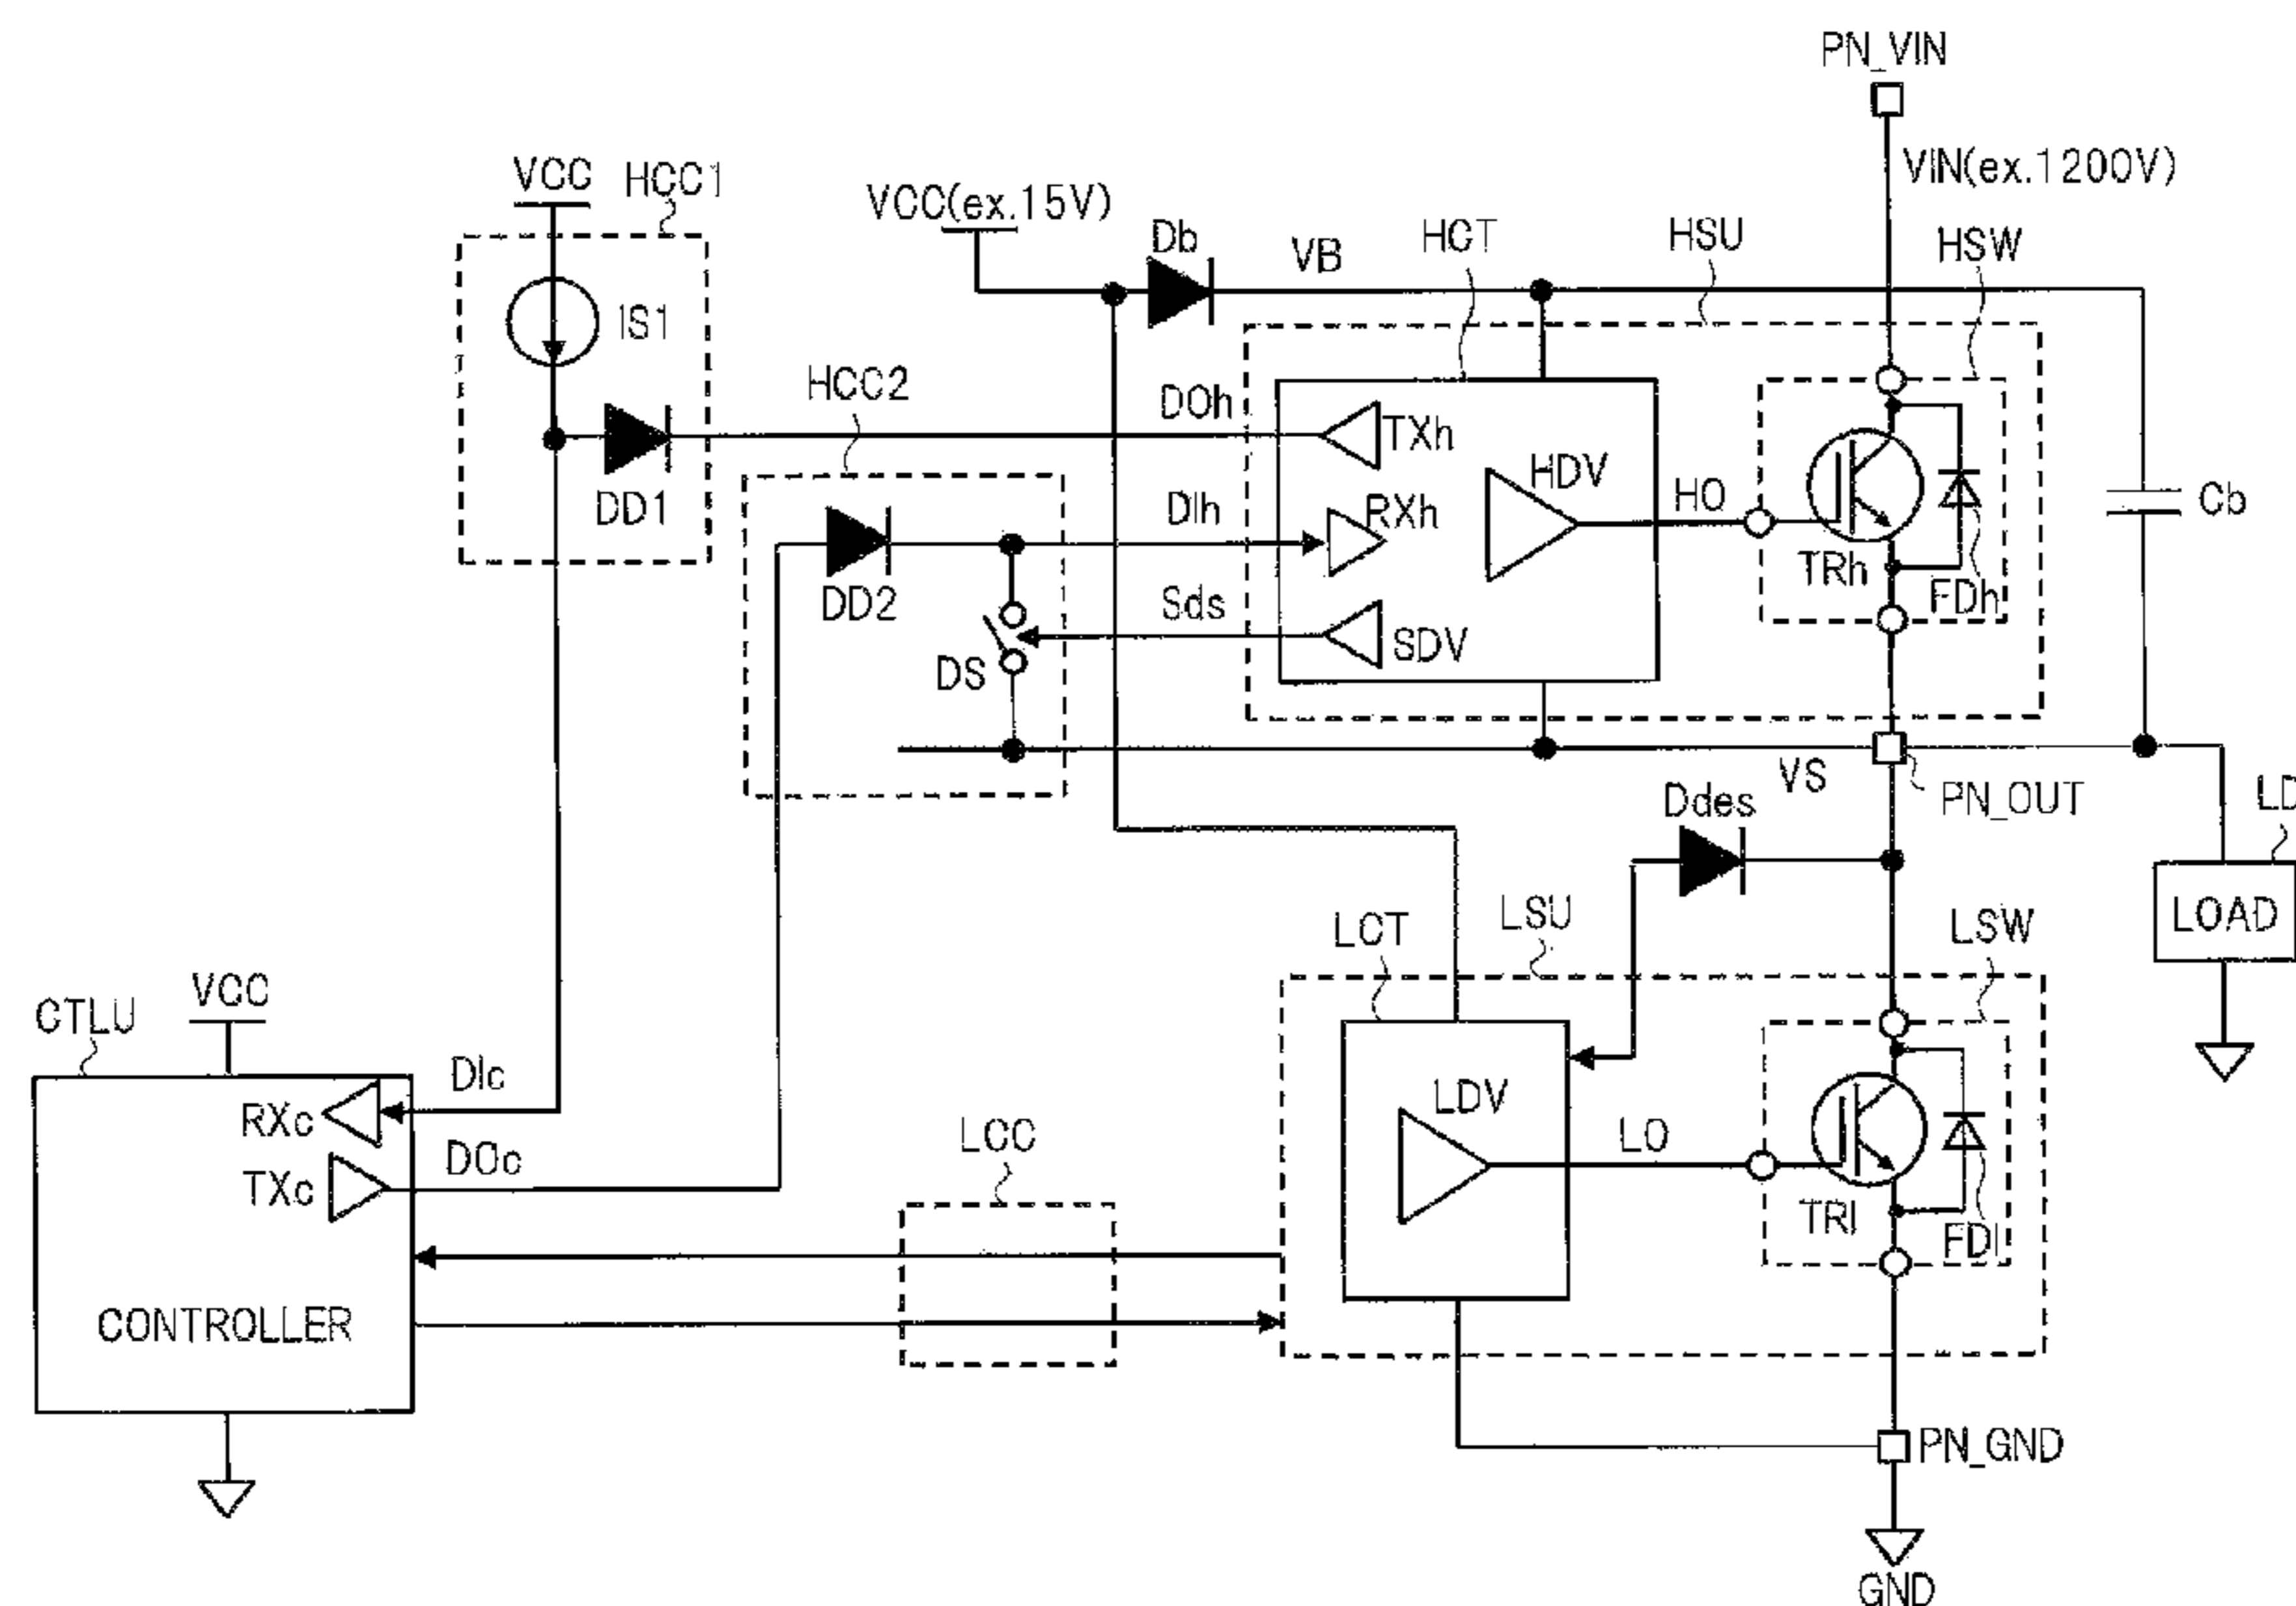 PN_VIN
VIN(ex.1200V)
VCC
HCC1
VCC(ex.15V)
Db
VB
HCT
HSU
HSW
IS1
HCC2
DOh
TXh
HDV
HO
Cb
DD1
DIh
RXh
TRh
FDh
DD2
Sds
SDV
DS
VS
PN_OUT
Ddes
LD
LOAD
LCT
LSU
LSW
CTLU
VCC
DIc
RXc
LDV
LO
LCC
DOc
TXc
TRl
FDl
CONTROLLER
PN_GND
GND